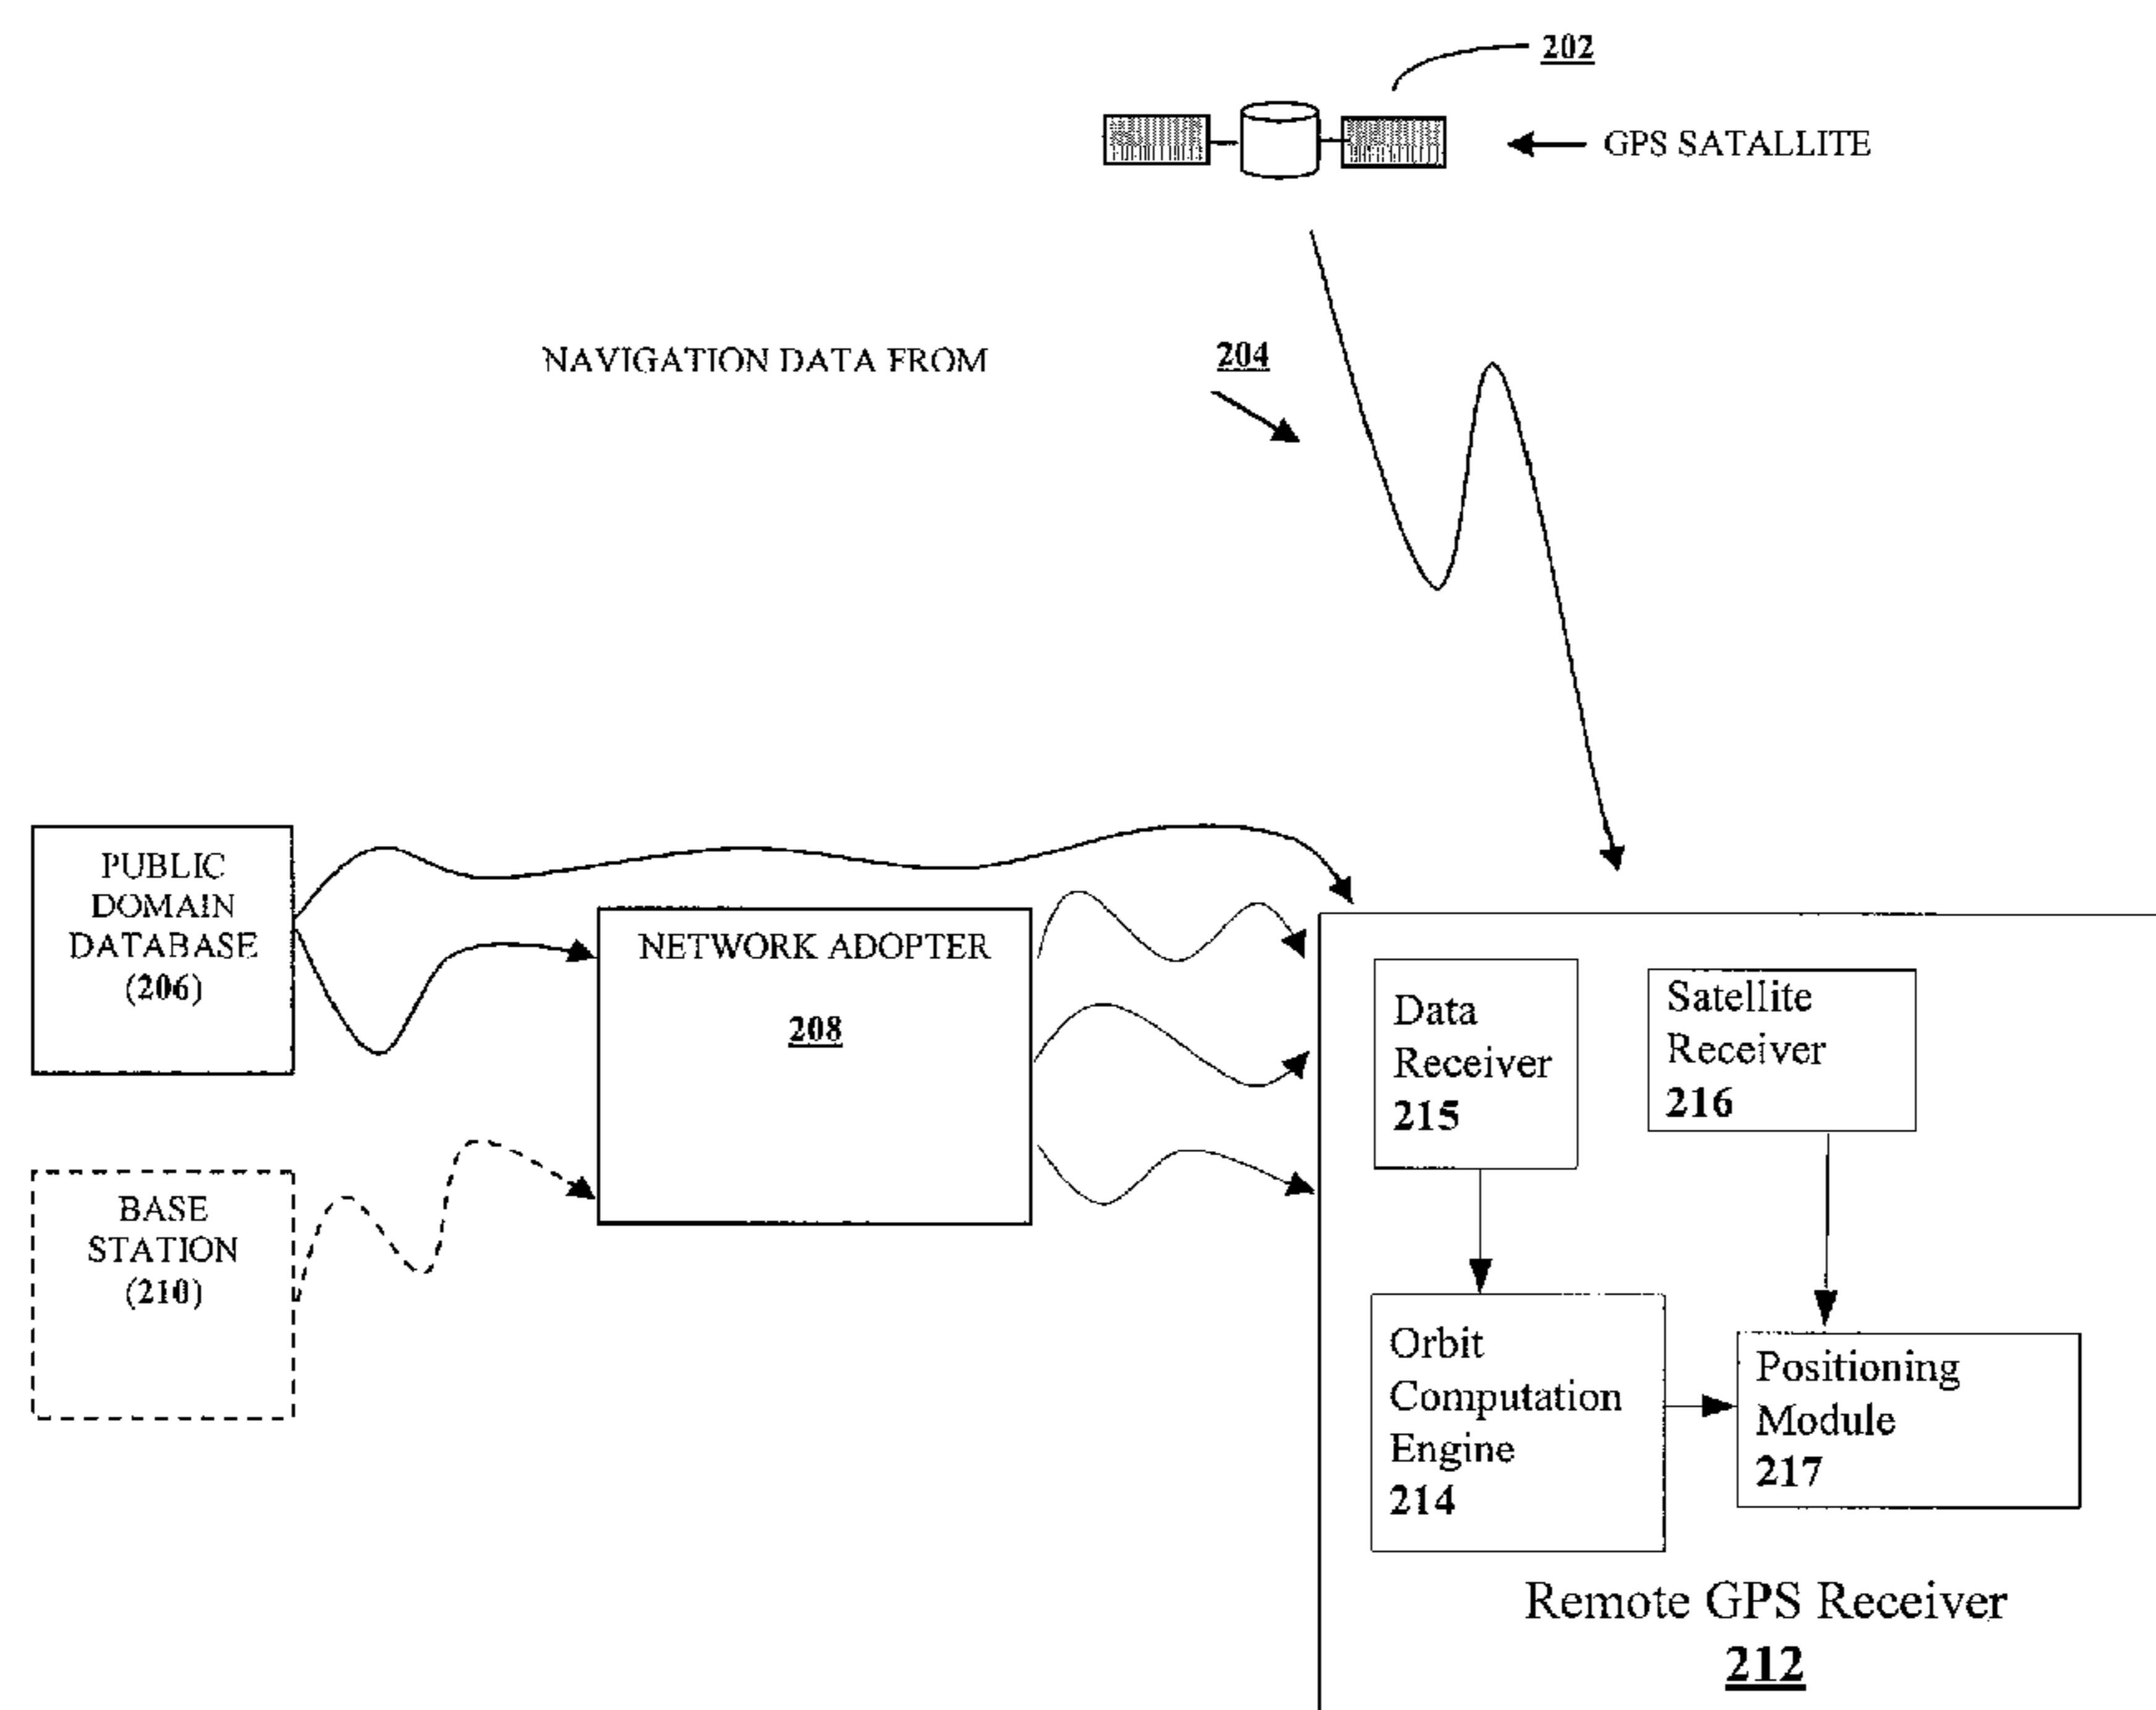 202
GPS SATALLITE
NAVIGATION DATA FROM
204
PUBLIC
DOMAIN
DATABASE
(206)
NETWORK ADOPTER
208
BASE
STATION
(210)
Data
Receiver
215
Satellite
Receiver
216
Orbit
Computation
Engine
214
Positioning
Module
217
Remote GPS Receiver
212